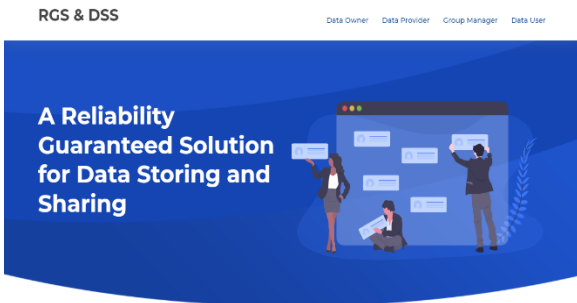 RGS & DSS
Data Owner Data Provider Group Manager Data User
A Reliability
Guaranteed Solution
for Data Storing and
Sharing